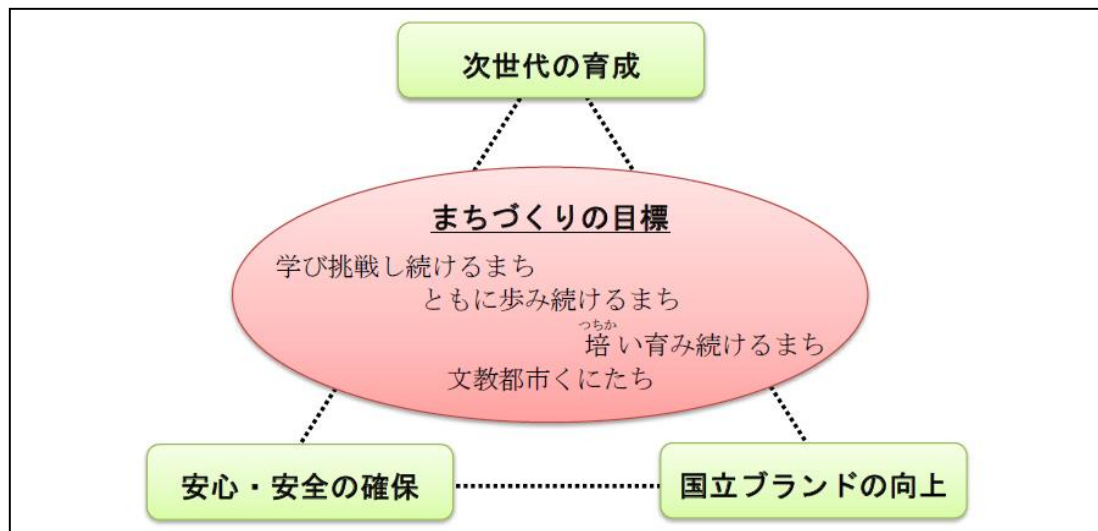 次世代の育成
まちづくりの目標
学び挑戦し続けるまち
ともに歩み続けるまち
つちか
培い育み続けるまち
文教都市くにたち
安心・安全の確保
国立ブランドの向上